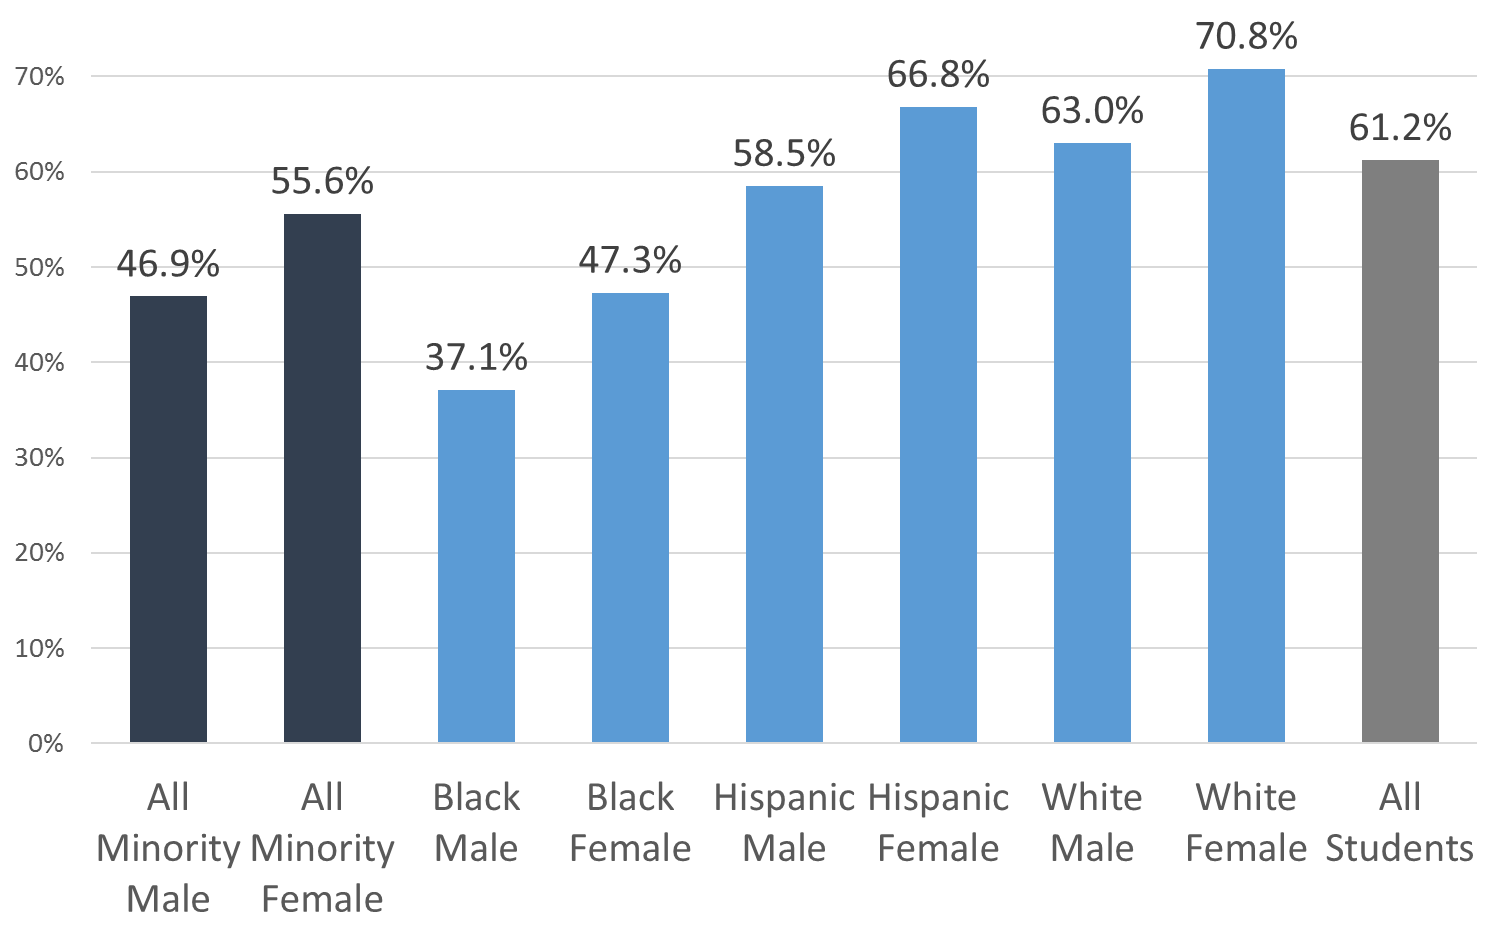 70%
60%
50%
40%
30%
20%
10%
0%
46.9%
55.6%
37.1%
47.3%
58.5%
66.8%
63.0%
70.8%
61.2%
All
Minority
Male
All
Minority
Female
Black
Male
Black
Female
Hispanic
Male
Hispanic
Female
White
Male
White
Female
All
Students